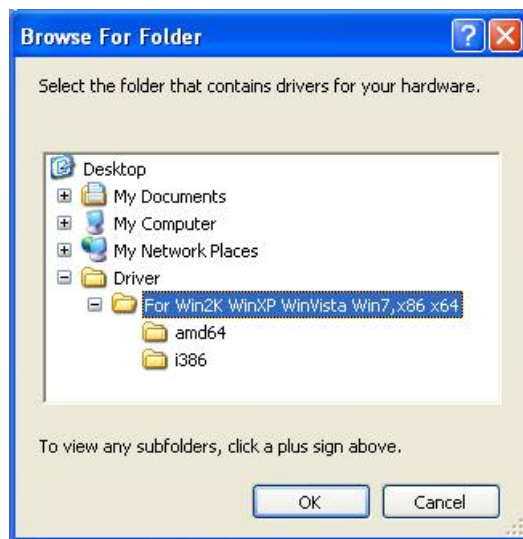 Browse For Folder
Select the folder that contains drivers for your hardware.
Desktop
My Documents
My Computer
My Network Places
Driver
For Win2K WinXP WinVista Win7,x86 x64
amd64
i386
To view any subfolders, click a plus sign above.
OK Cancel